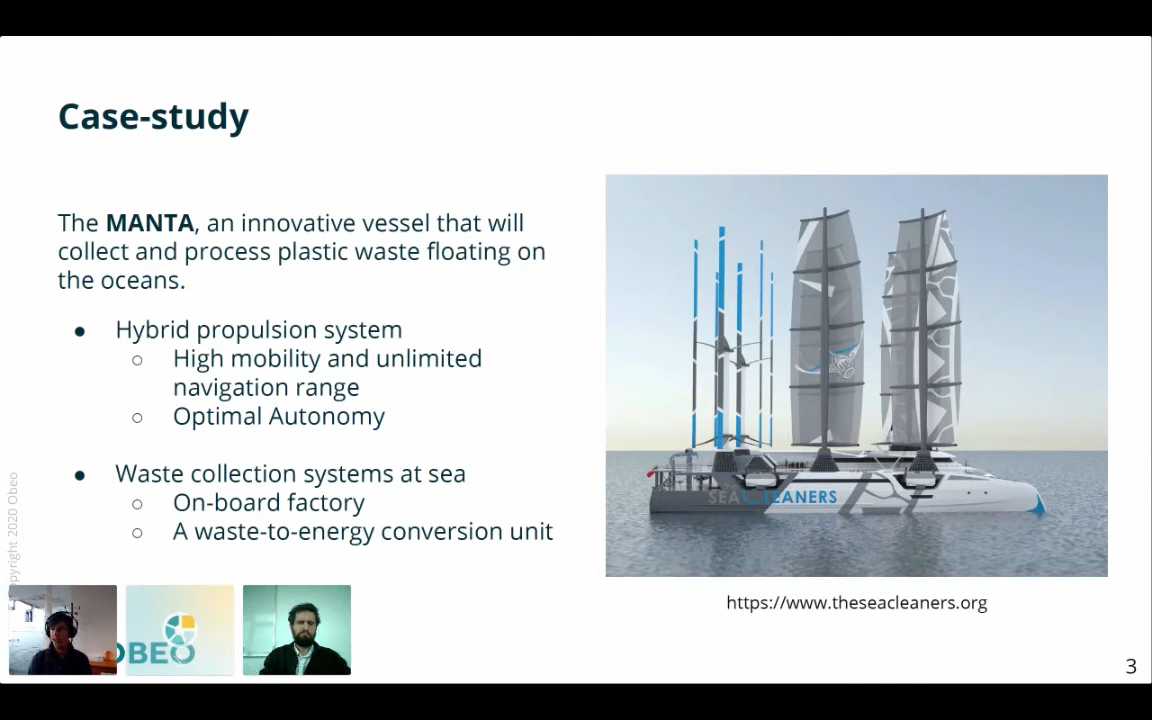 Case-study
The MANTA, an innovative vessel that will
collect and process plastic waste floating on
the oceans.
● Hybrid propulsion system
○ High mobility and unlimited
navigation range
○ Optimal Autonomy
● Waste collection systems at sea
○ On-board factory
○ A waste-to-energy conversion unit
SEACLEANERS
https://www.theseacleaners.org
opyright 2020 Obeo
OBEO
3